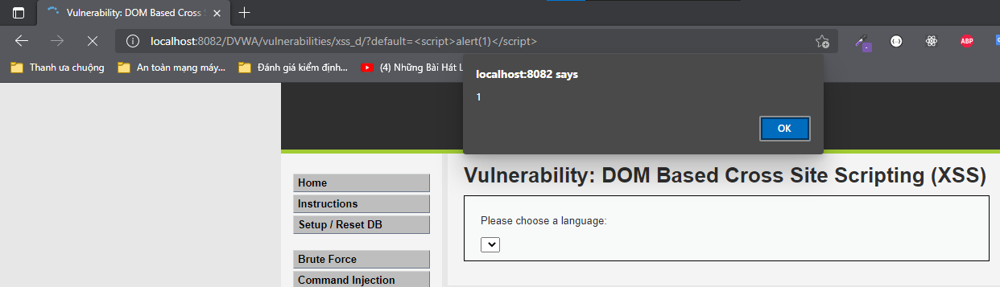 Vulnerability: DOM Based Cross S
localhost:8082/DVWA/vulnerabilities/xss_d/?default=<script>alert(1)</script>
ABP
Thanh ưa chuộng
An toàn mạng máy...
Đánh giá kiểm định...
(4) Những Bài Hát L
localhost:8082 says
1
OK
Vulnerability: DOM Based Cross Site Scripting (XSS)
Home
Instructions
Setup / Reset DB
Brute Force
Command Injection
Please choose a language: